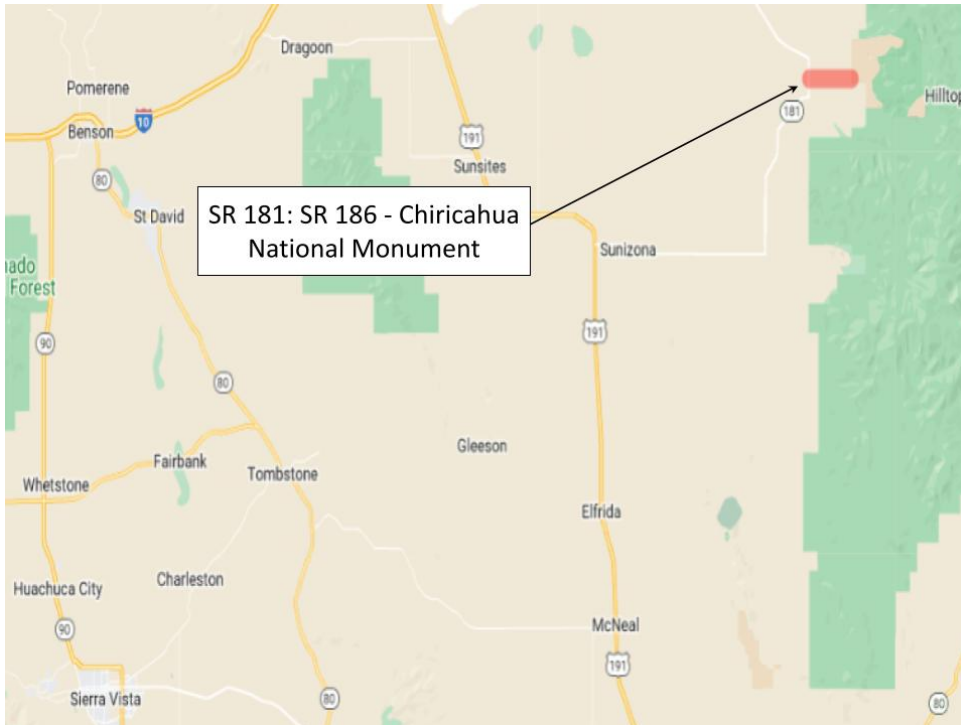 Dragoon
Pomerene
Hilltop
10
181
Benson
191
Sunsites
80
SR 181: SR 186 - Chiricahua
National Monument
St David
Sunizona
nado
Forest
191
90
80
Gleeson
Fairbank
Tombstone
Whetstone
Elfrida
Charleston
Huachuca City
McNeal
90
191
Sierra Vista
80
80